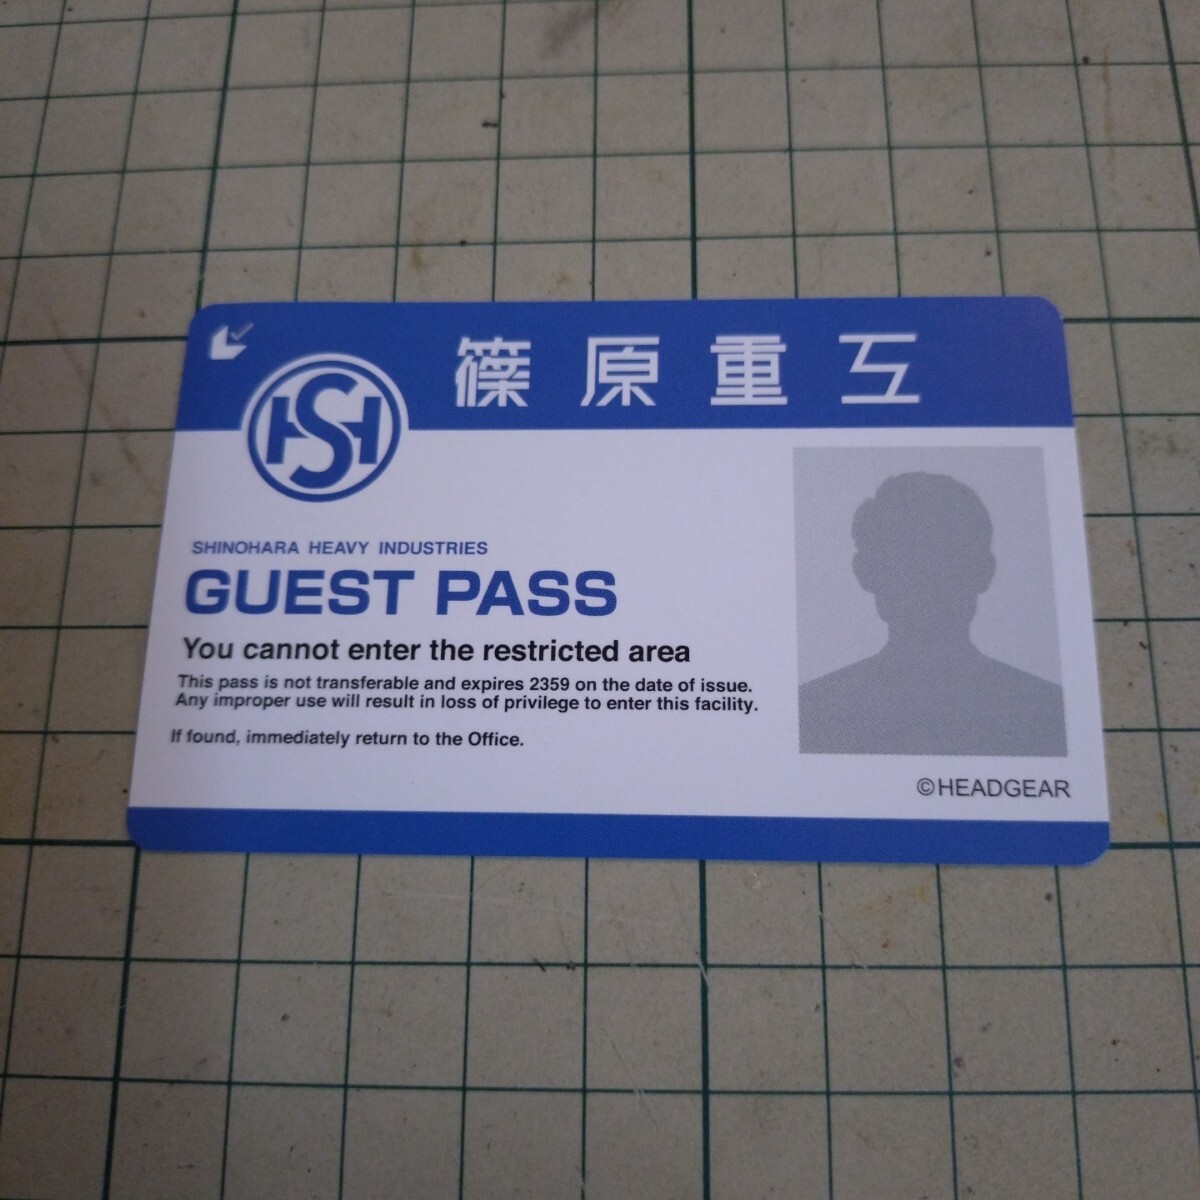 篠原重工
SHI
SHINOHARA HEAVY INDUSTRIES
GUEST PASS
You cannot enter the restricted area
This pass is not transferable and expires 2359 on the date of issue.
Any improper use will result in loss of privilege to enter this facility.
If found, immediately return to the Office.
©HEADGEAR